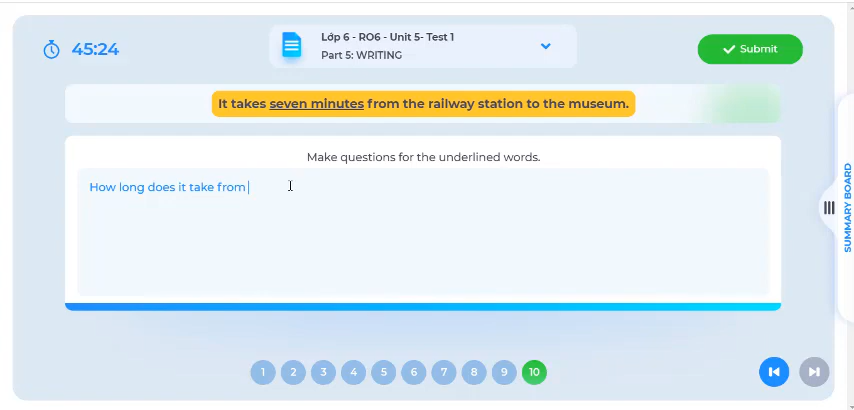 45:24
Lớp 6 - RO6 - Unit 5- Test 1
Part 5: WRITING
Submit
It takes seven minutes from the railway station to the museum.
Make questions for the underlined words.
How long does it take from
SUMMARY BOARD
1 2 3 4 5 6 7 8 9 10